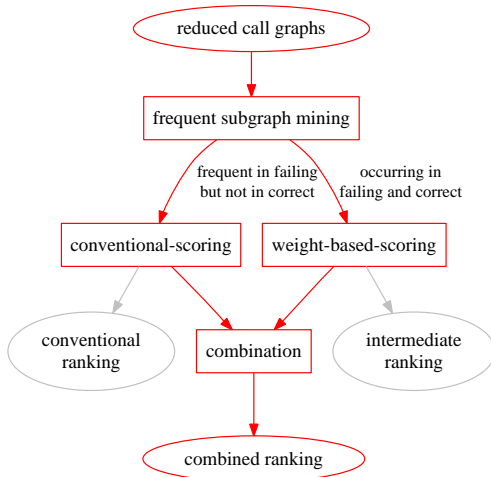 reduced call graphs
frequent subgraph mining
frequent in failing
but not in correct
occurring in
failing and correct
conventional-scoring
weight-based-scoring
conventional
ranking
combination
intermediate
ranking
combined ranking